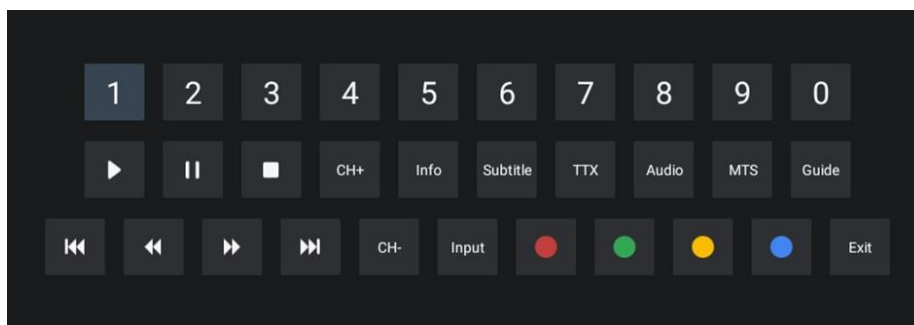 1 2 3 4 5 6 7 8 9 0
CH+ Info Subtitle TTX Audio MTS Guide
CH- Input Exit